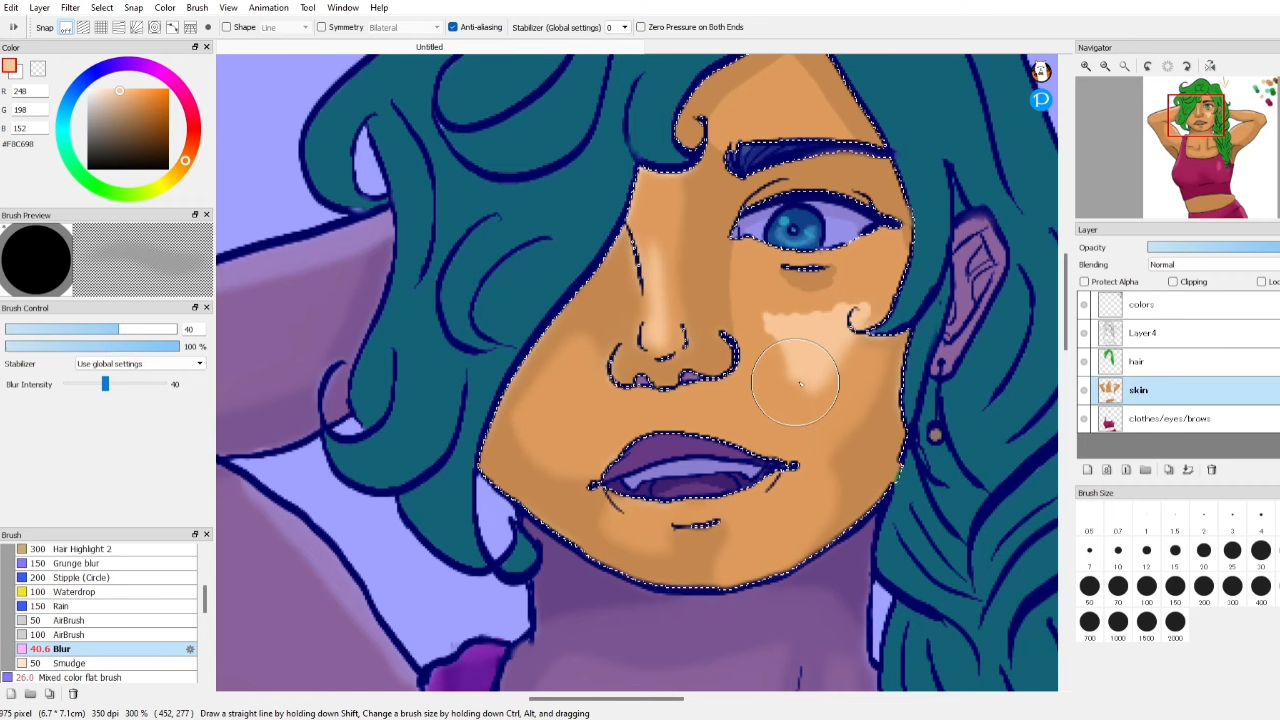 Edit Layer Filter Select Snap Color Brush View Animation Tool Window Help
Snap OFF Shape Line Symmetry Bilateral Anti-aliasing Stabilizer (Global settings) 0 Zero Pressure on Both Ends
Color
Untitled
Navigator
R 248
G 198
B 152
#F8C698
Brush Preview
Brush Control
40
100 %
Stabilizer Use global settings
Blur Intensity 40
Brush
300 Hair Highlight 2
150 Grunge blur
200 Stipple (Circle)
100 Waterdrop
150 Rain
50 AirBrush
100 AirBrush
40.6 Blur
50 Smudge
26.0 Mixed color flat brush
Layer
Opacity
Blending Normal
Protect Alpha Clipping Loc
colors
Layer4
hair
skin
clothes/eyes/brows
Brush Size
0.5 0.7 1 1.5 2 3 4
7 10 12 15 20 25 30
50 70 100 150 200 300 400
700 1000 1500 2000
975 pixel (6.7 * 7.1cm) 350 dpi 300 % ( 452, 277 ) Draw a straight line by holding down Shift, Change a brush size by holding down Ctrl, Alt, and dragging